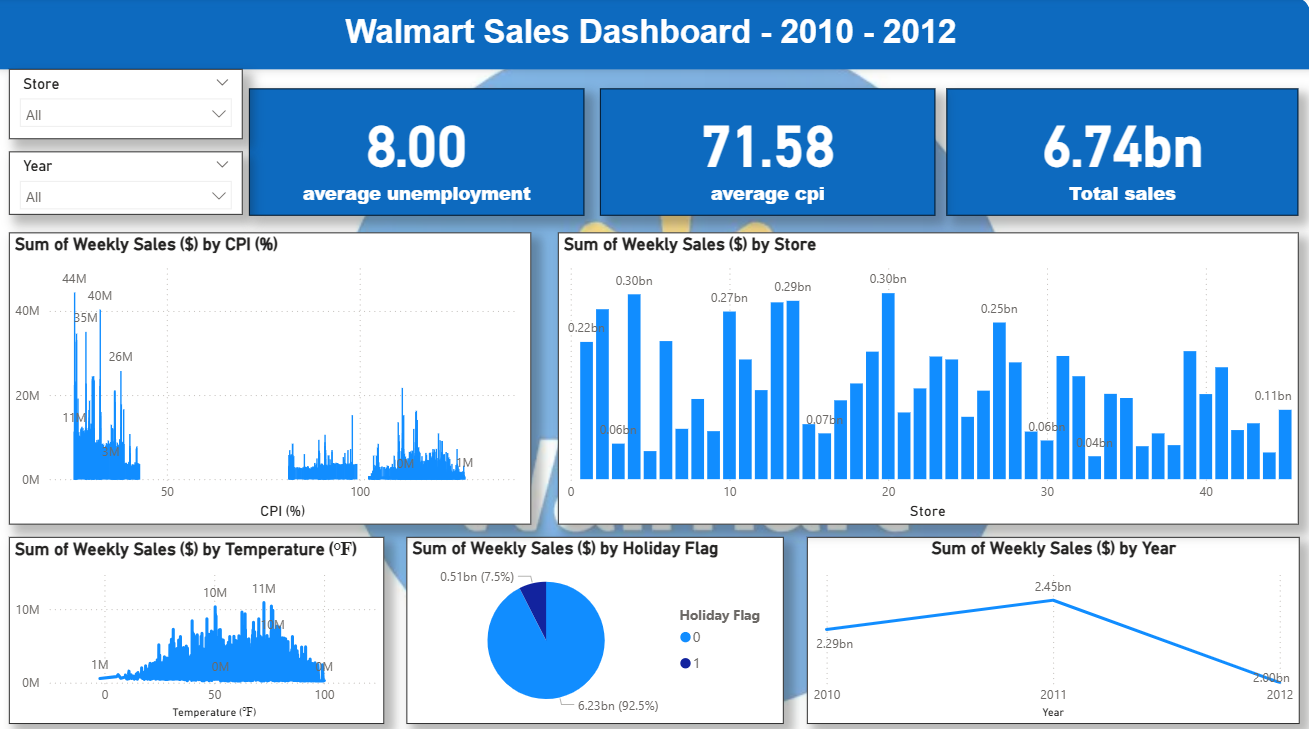 Walmart Sales Dashboard - 2010 - 2012
Store
All
Year
All
8.00
average unemployment
71.58
average cpi
6.74bn
Total sales
Sum of Weekly Sales ($) by CPI (%)
44M
40M
35M
26M
11M
3M
1M
40M
20M
0M
50
100
CPI (%)
Sum of Weekly Sales ($) by Store
0.22bn
0.06bn
0.30bn
0.27bn
0.29bn
0.07bn
0.30bn
0.25bn
0.06bn
0.04bn
0.11bn
0
10
20
30
40
Store
Sum of Weekly Sales ($) by Temperature (°F)
10M
0M
1M
10M
11M
10M
0M
0M
0
50
100
Temperature (°F)
Sum of Weekly Sales ($) by Holiday Flag
0.51bn (7.5%)
6.23bn (92.5%)
Holiday Flag
0
1
Sum of Weekly Sales ($) by Year
2.29bn
2.45bn
2.00bn
2010
2011
2012
Year